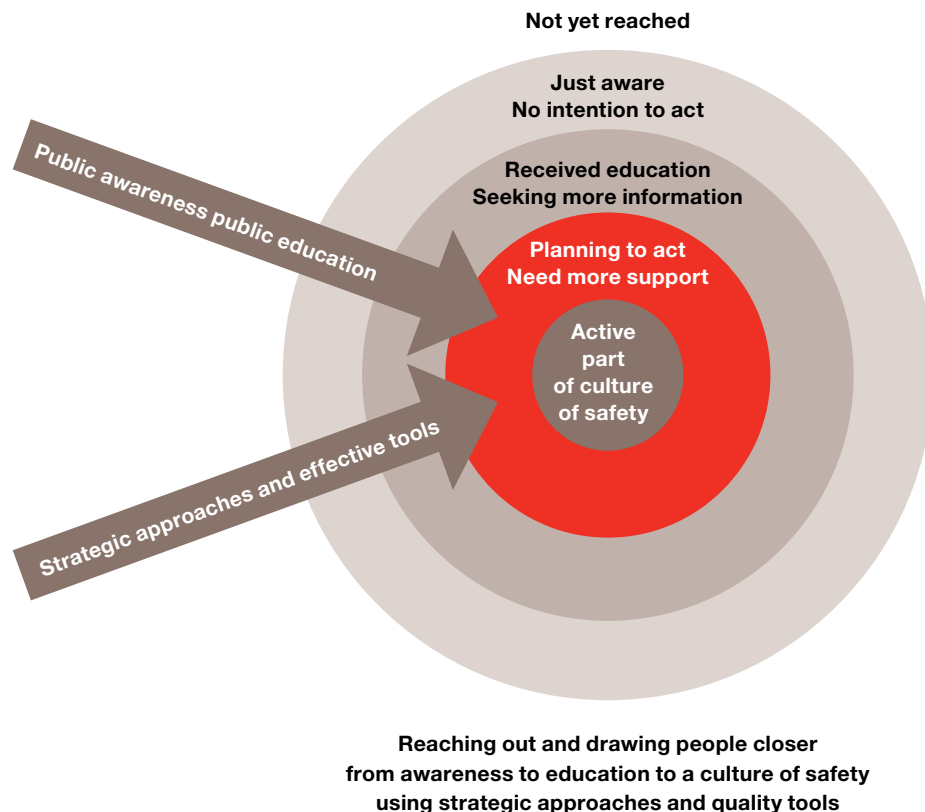 Not yet reached
Just aware
No intention to act
Public awareness public education
Received education
Seeking more information
Planning to act
Need more support
Active
part
of culture
of safety
Strategic approaches and effective tools
Reaching out and drawing people closer
from awareness to education to a culture of safety
using strategic approaches and quality tools